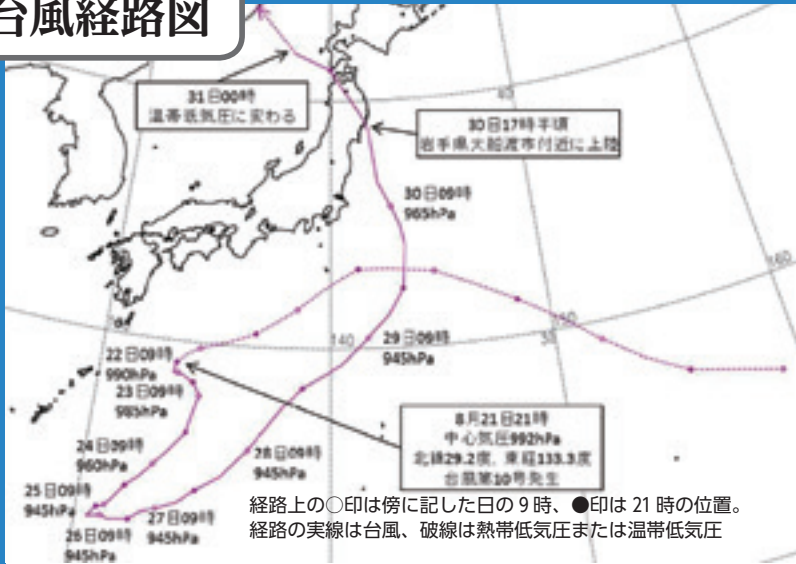 台風経路図
31日00時
温帯低気圧に変わる
30日17時半頃
岩手県大船渡市付近に上陸
40
30日09時
965hPa
160
150
140
30
29日09時
945hPa
22日09時
990hPa
23日09時
985hPa
24日09時
960hPa
25日09時
945hPa
26日09時
945hPa
27日09時
945hPa
28日09時
945hPa
8月21日21時
中心気圧992hPa
北緯29.2度, 東経133.3度
台風第10号発生
経路上の○印は傍に記した日の9時、●印は21時の位置。
経路の実線は台風、破線は熱帯低気圧または温帯低気圧